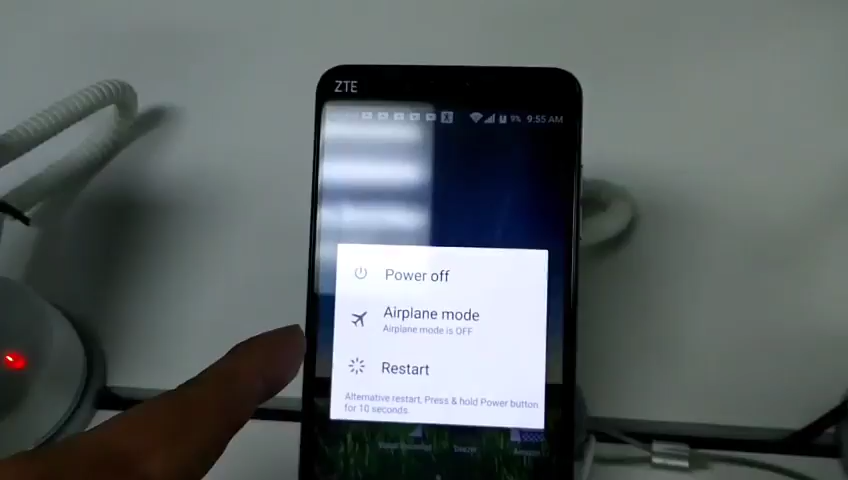 ZTE
9% 9:55 AM
Power off
Airplane mode
Airplane mode is OFF
Restart
Alternative restart, Press & hold Power button
for 10 seconds.